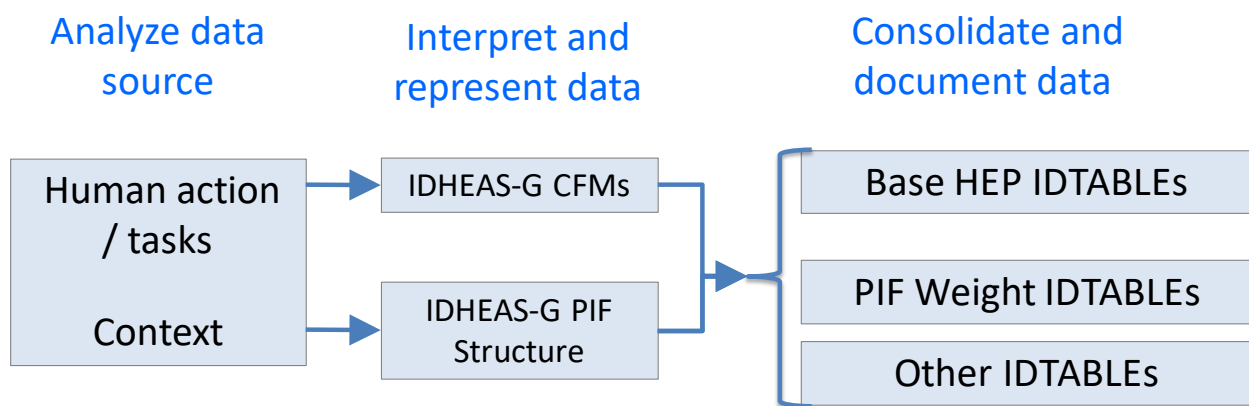 Analyze data
source
Interpret and
represent data
Consolidate and
document data
Human action
/ tasks
Context
IDHEAS-G CFMs
IDHEAS-G PIF
Structure
Base HEP IDTABLEs
PIF Weight IDTABLEs
Other IDTABLEs